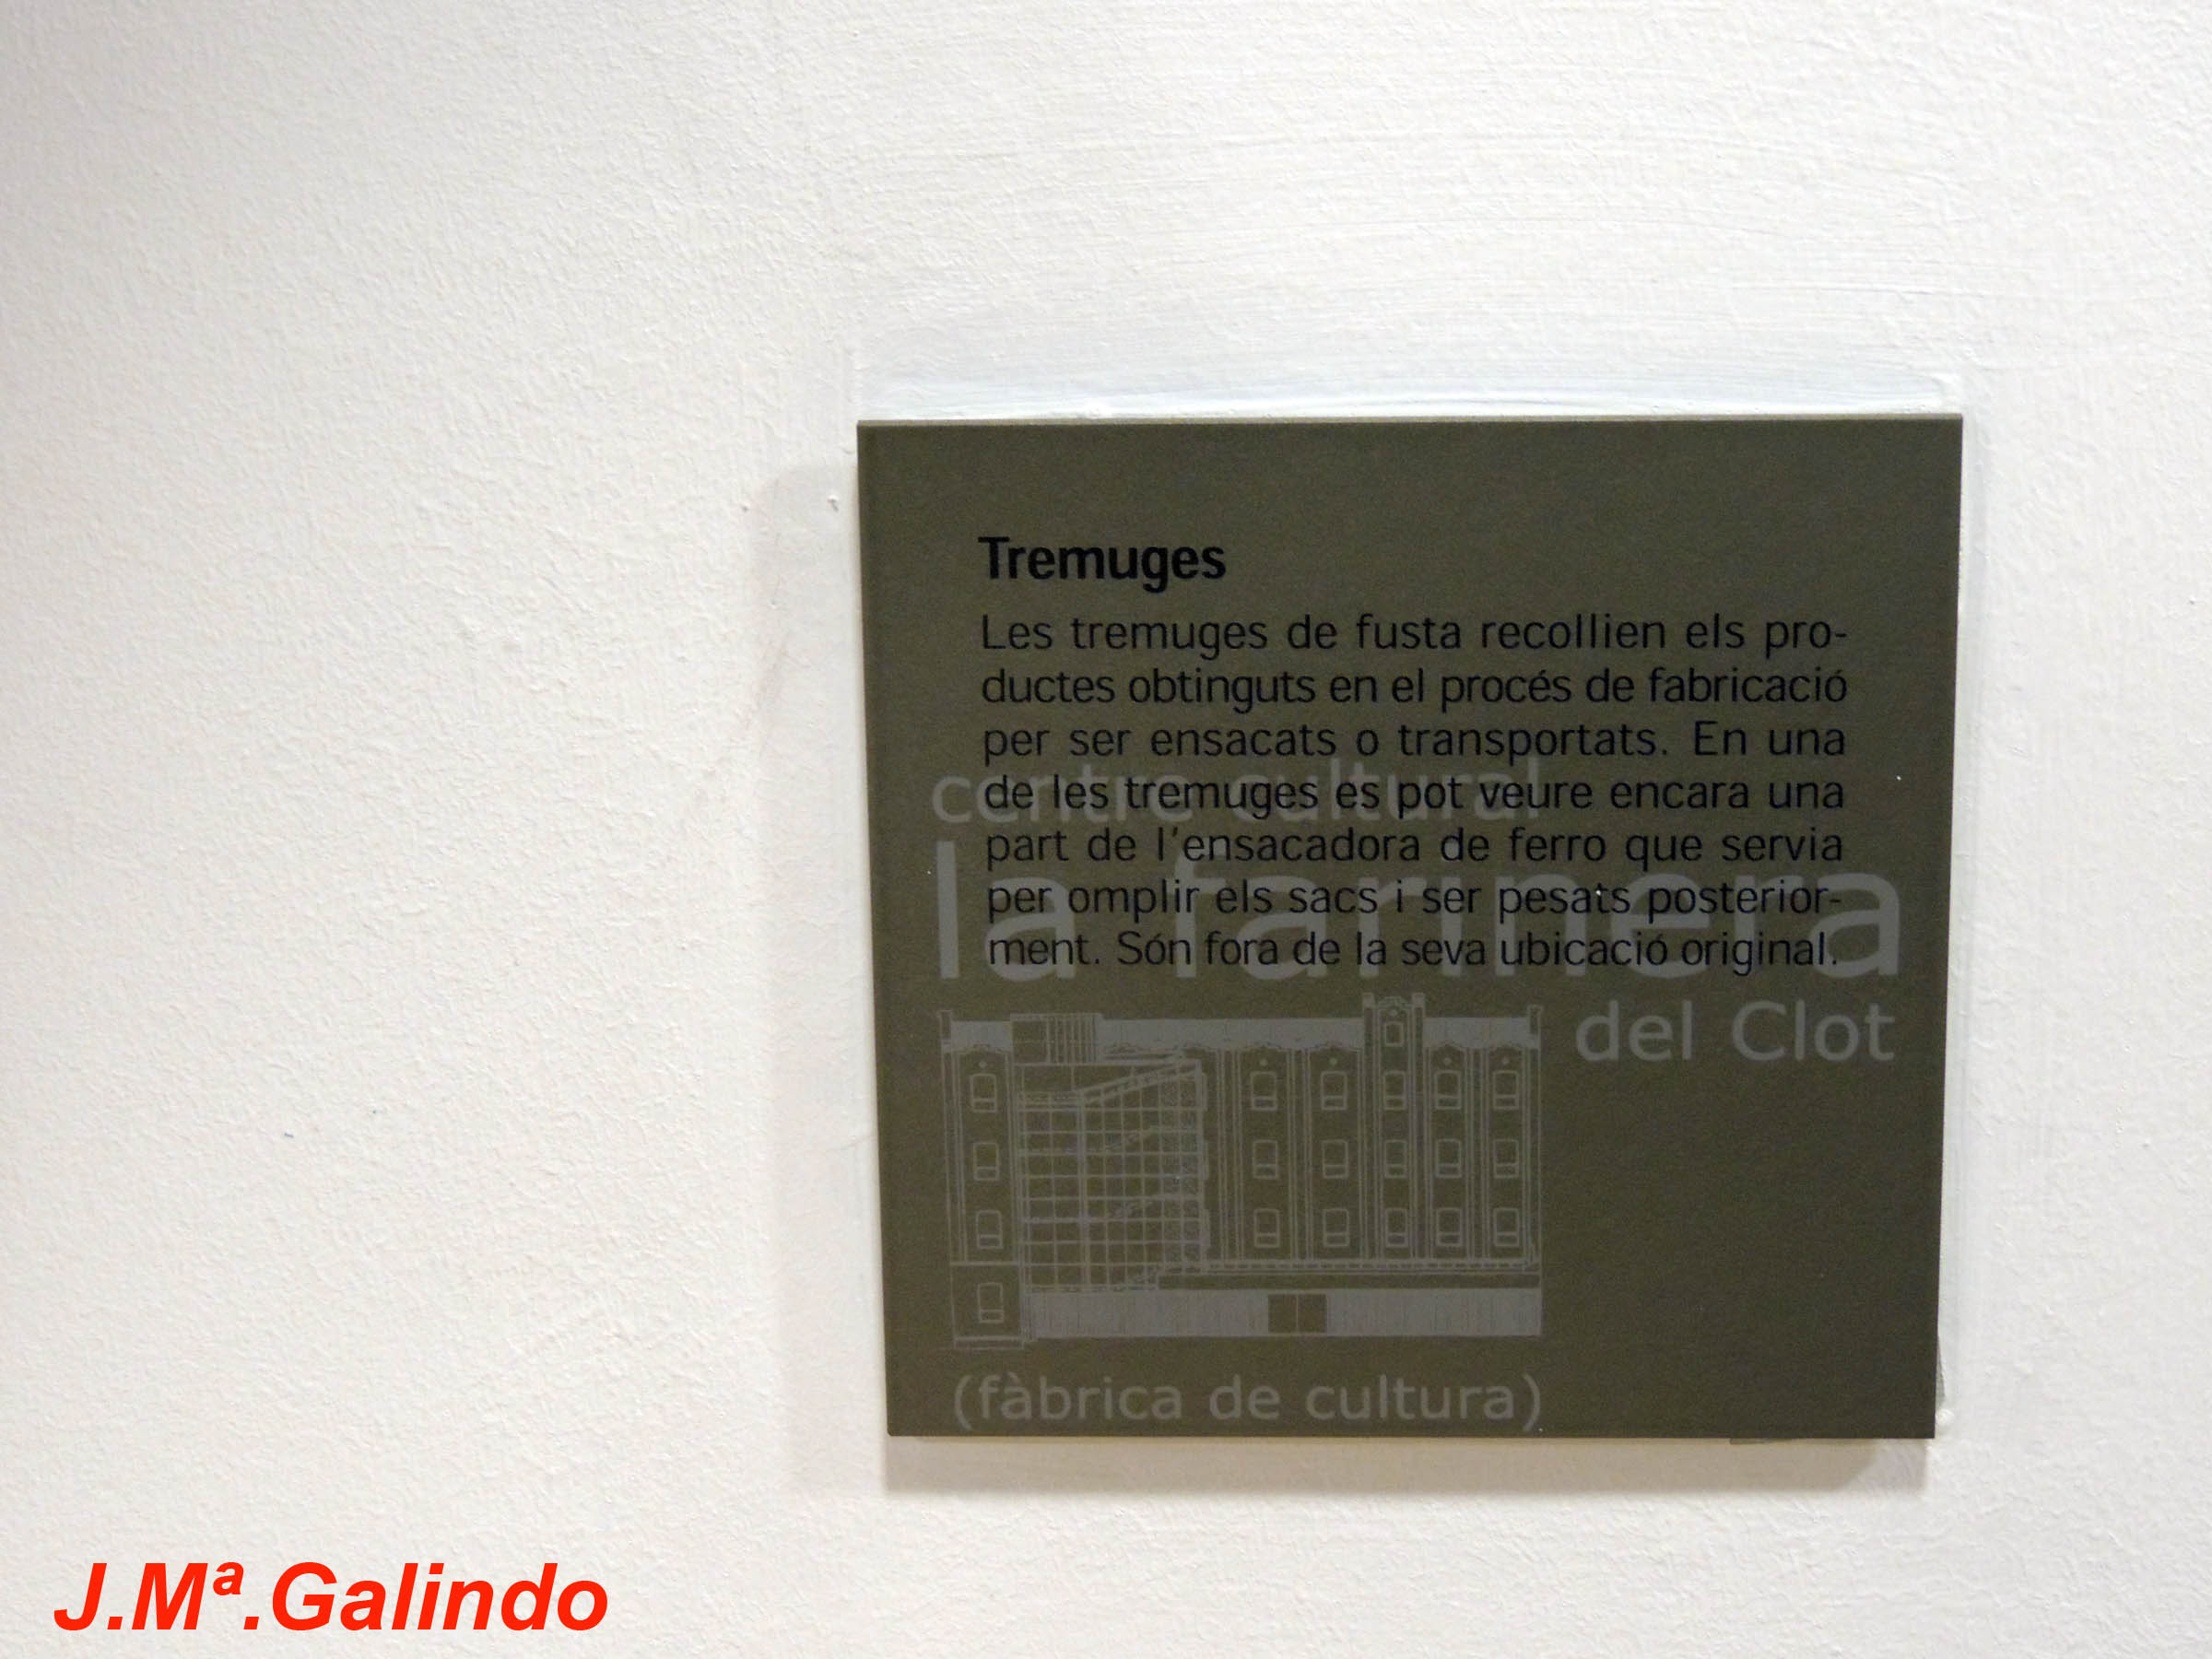 Tremuges
Les tremuges de fusta recollien els pro-
ductes obtinguts en el procés de fabricació
per ser ensacats o transportats. En una
de les tremuges es pot veure encara una
part de l'ensacadora de ferro que servia
per omplir els sacs i ser pesats posterior-
ment. Són fora de la seva ubicació original.
centre cultural
la farinera
del Clot
(fàbrica de cultura)
J.Mª.Galindo